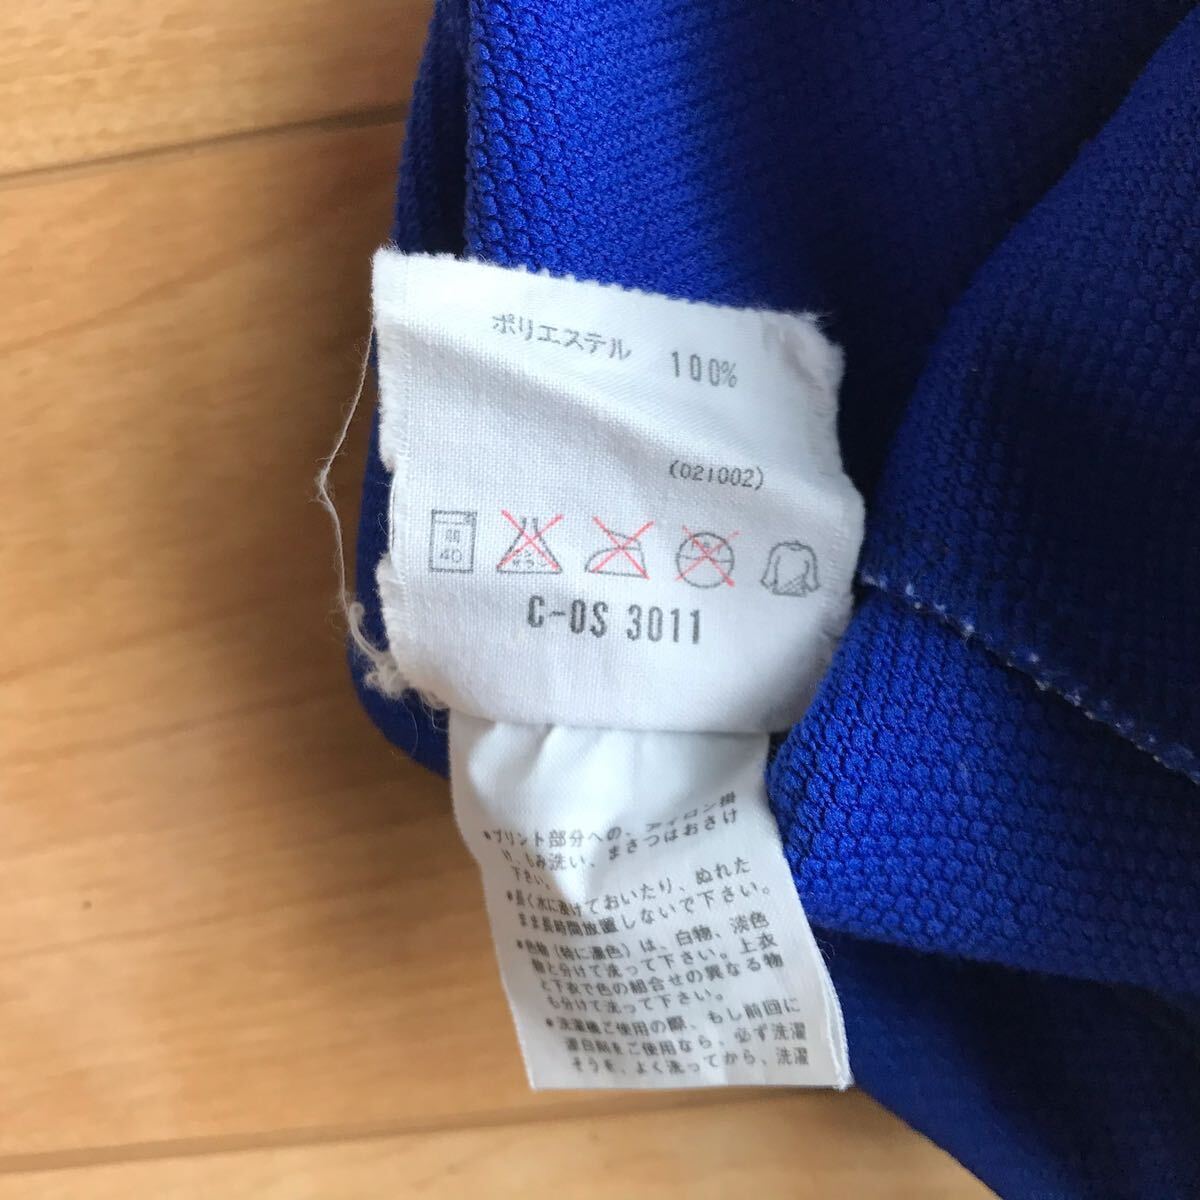 ポリエステル 100%
(021002)
弱
40
C-OS 3011
●プリント部分への、アイロン掛
け、もみ洗い、まさつはおさけ
下さい。
●長く水に浸けておいたり、ぬれた
まま長時間放置しないで下さい。
●色物(特に濃色)は、白物、淡色
物と分けて洗って下さい。上衣
と下衣で色の組合せの異なる物
も分けて洗って下さい。
●洗濯機ご使用の際、もし前回に
漂白剤をご使用なら、必ず洗濯
そうを、よく洗ってから、洗濯